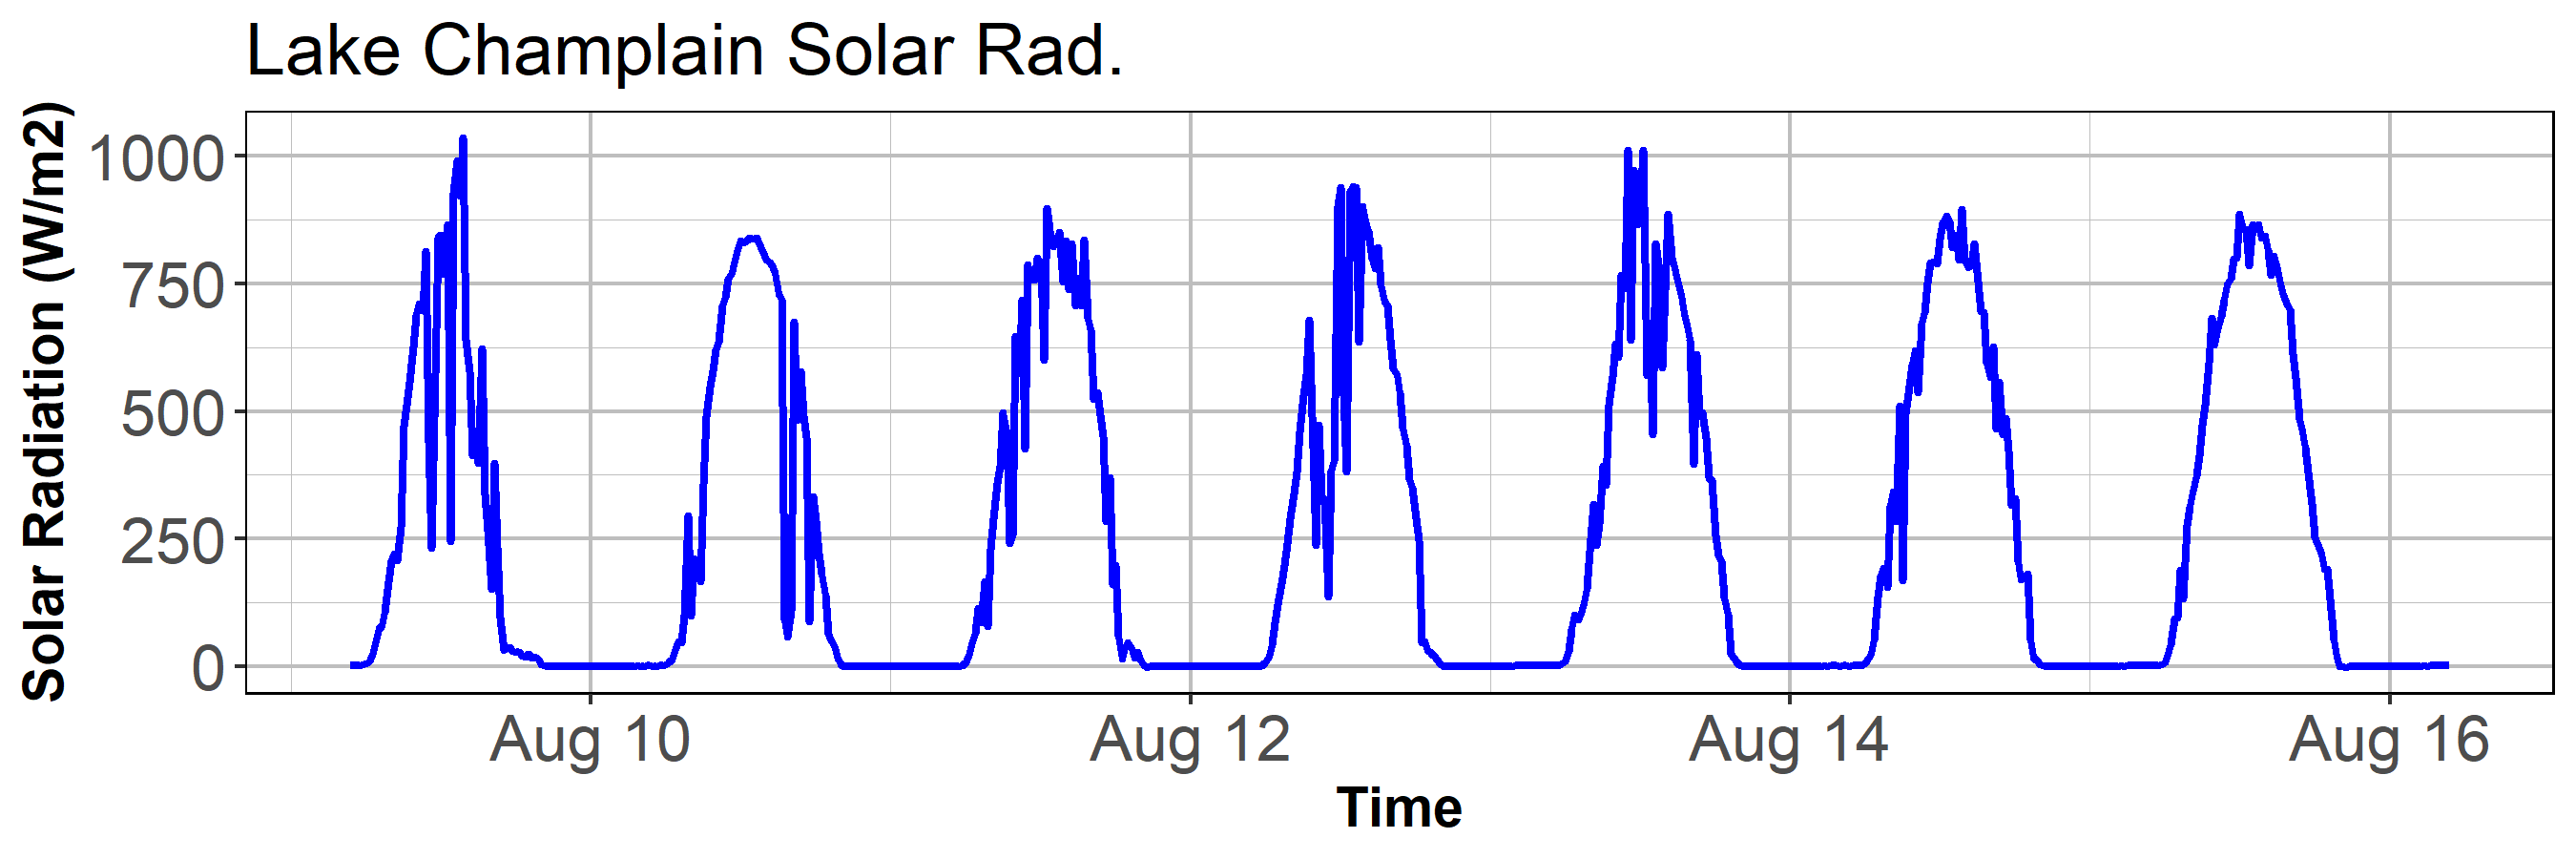 Lake Champlain Solar Rad.
Solar Radiation (W/m2)
1000
750
500
250
0
Aug 10
Aug 12
Aug 14
Aug 16
Time